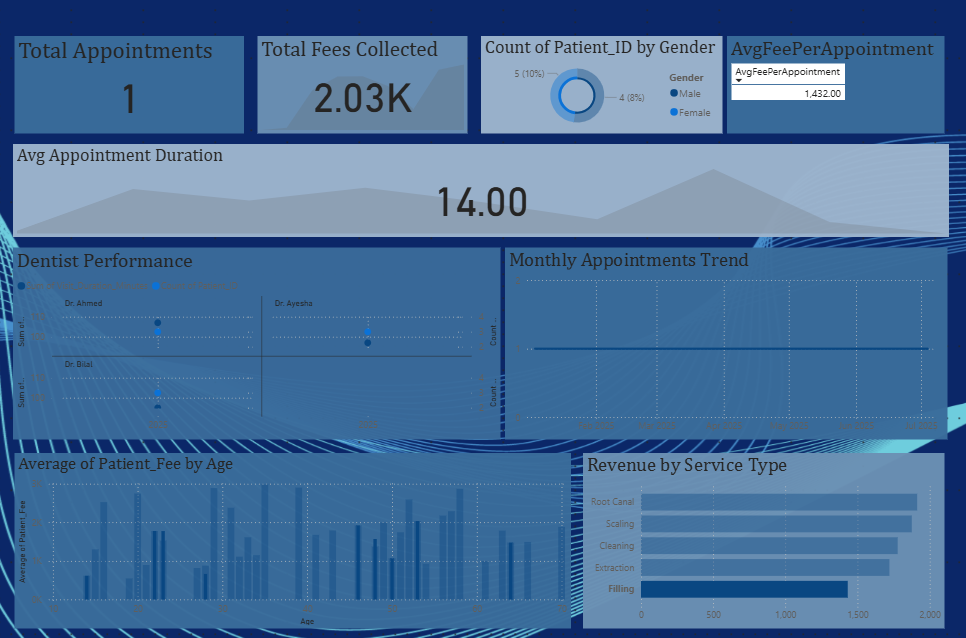 Total Appointments
1
Total Fees Collected
2.03K
Count of Patient_ID by Gender
5 (10%)
4 (8%)
Gender
Male
Female
AvgFeePerAppointment
AvgFeePerAppointment
1,432.00
Avg Appointment Duration
14.00
Dentist Performance
Dr. Ahmed
Dr. Ayesha
Sum of...
Count ...
Dr. Bilal
Sum of...
Count ...
Monthly Appointments Trend
Average of Patient_Fee by Age
Average of Patient_Fee
Age
Revenue by Service Type
Root Canal
Scaling
Cleaning
Extraction
Filling
0
500
1,000
1,500
2,000